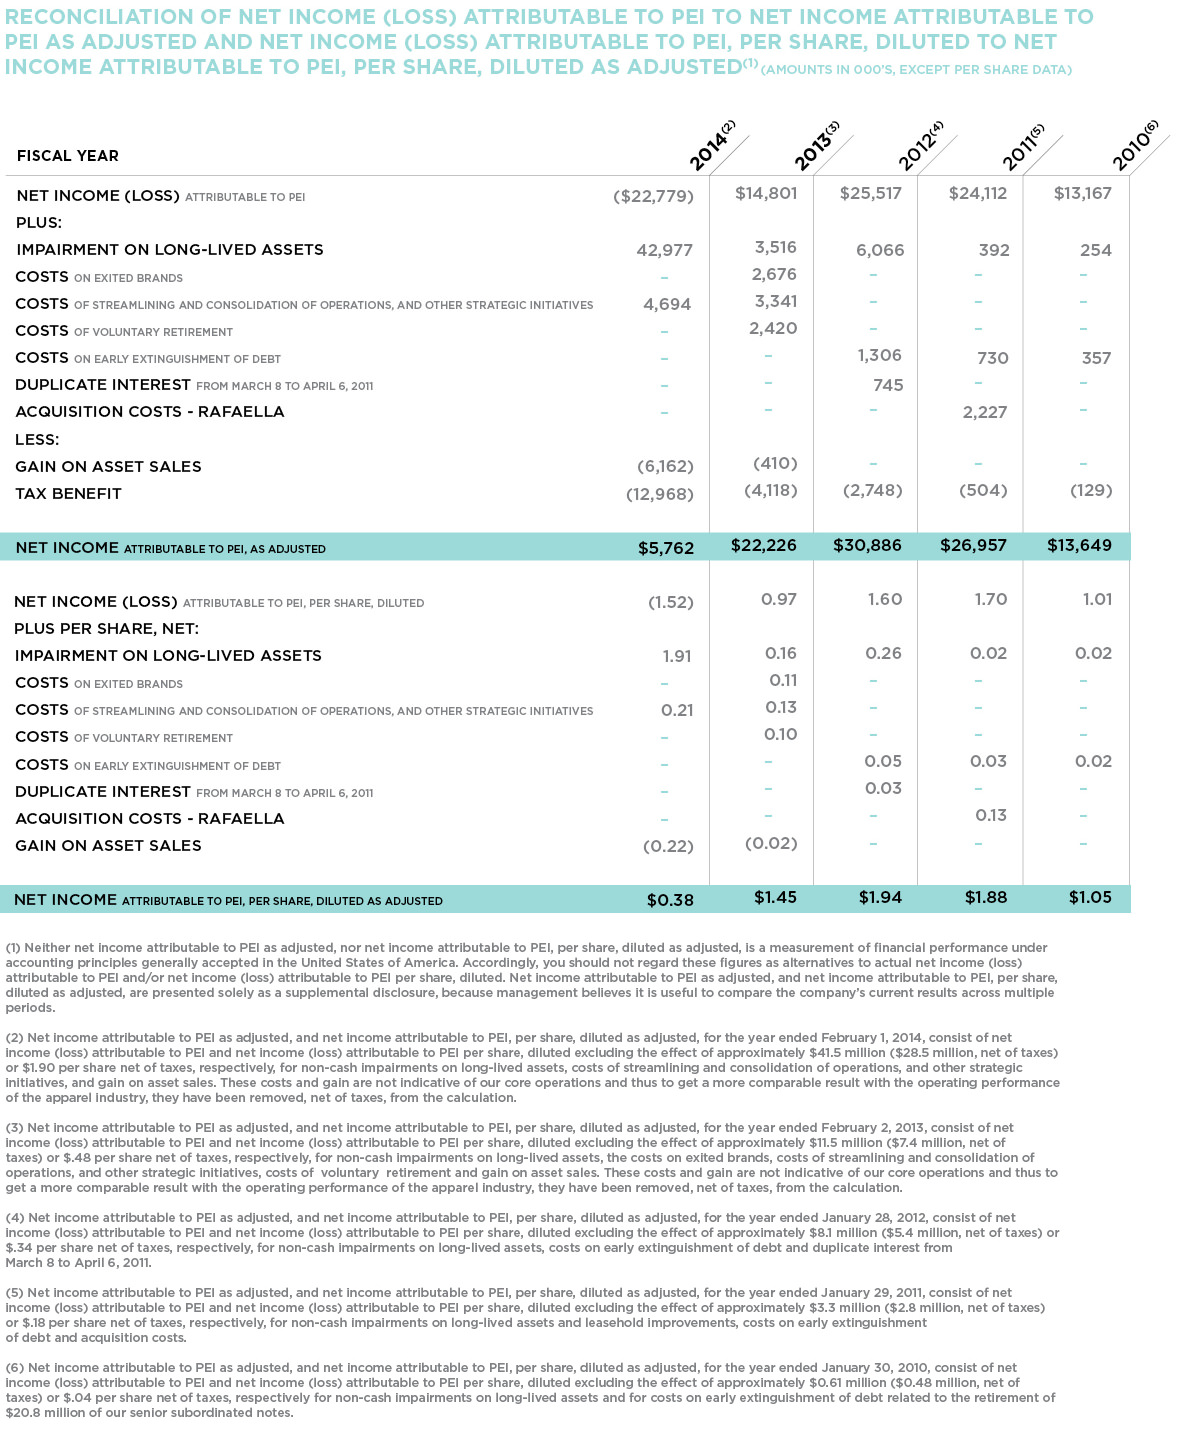 RECONCILIATION OF NET INCOME (LOSS) ATTRIBUTABLE TO PEI TO NET INCOME ATTRIBUTABLE TO
PEI AS ADJUSTED AND NET INCOME (LOSS) ATTRIBUTABLE TO PEI, PER SHARE, DILUTED TO NET
INCOME ATTRIBUTABLE TO PEI, PER SHARE, DILUTED AS ADJUSTED(1) (AMOUNTS IN 000'S, EXCEPT PER SHARE DATA)
FISCAL YEAR 2014(2) 2013(3) 2012(4) 2011(5) 2010(6)
NET INCOME (LOSS) ATTRIBUTABLE TO PEI ($22,779) $14,801 $25,517 $24,112 $13,167
PLUS:
IMPAIRMENT ON LONG-LIVED ASSETS 42,977 3,516 6,066 392 254
COSTS ON EXITED BRANDS – 2,676 – – –
COSTS OF STREAMLINING AND CONSOLIDATION OF OPERATIONS, AND OTHER STRATEGIC INITIATIVES 4,694 3,341 – – –
COSTS OF VOLUNTARY RETIREMENT – 2,420 – – –
COSTS ON EARLY EXTINGUISHMENT OF DEBT – – 1,306 730 357
DUPLICATE INTEREST FROM MARCH 8 TO APRIL 6, 2011 – – 745 – –
ACQUISITION COSTS - RAFAELLA – – – 2,227 –
LESS:
GAIN ON ASSET SALES (6,162) (410) – – –
TAX BENEFIT (12,968) (4,118) (2,748) (504) (129)
NET INCOME ATTRIBUTABLE TO PEI, AS ADJUSTED $5,762 $22,226 $30,886 $26,957 $13,649
NET INCOME (LOSS) ATTRIBUTABLE TO PEI, PER SHARE, DILUTED (1.52) 0.97 1.60 1.70 1.01
PLUS PER SHARE, NET:
IMPAIRMENT ON LONG-LIVED ASSETS 1.91 0.16 0.26 0.02 0.02
COSTS ON EXITED BRANDS – 0.11 – – –
COSTS OF STREAMLINING AND CONSOLIDATION OF OPERATIONS, AND OTHER STRATEGIC INITIATIVES 0.21 0.13 – – –
COSTS OF VOLUNTARY RETIREMENT – 0.10 – – –
COSTS ON EARLY EXTINGUISHMENT OF DEBT – – 0.05 0.03 0.02
DUPLICATE INTEREST FROM MARCH 8 TO APRIL 6, 2011 – – 0.03 – –
ACQUISITION COSTS - RAFAELLA – – – 0.13 –
GAIN ON ASSET SALES (0.22) (0.02) – – –
NET INCOME ATTRIBUTABLE TO PEI, PER SHARE, DILUTED AS ADJUSTED $0.38 $1.45 $1.94 $1.88 $1.05
(1) Neither net income attributable to PEI as adjusted, nor net income attributable to PEI, per share, diluted as adjusted, is a measurement of financial performance under
accounting principles generally accepted in the United States of America. Accordingly, you should not regard these figures as alternatives to actual net income (loss)
attributable to PEI and/or net income (loss) attributable to PEI per share, diluted. Net income attributable to PEI as adjusted, and net income attributable to PEI, per share,
diluted as adjusted, are presented solely as a supplemental disclosure, because management believes it is useful to compare the company's current results across multiple
periods.
(2) Net income attributable to PEI as adjusted, and net income attributable to PEI, per share, diluted as adjusted, for the year ended February 1, 2014, consist of net
income (loss) attributable to PEI and net income (loss) attributable to PEI per share, diluted excluding the effect of approximately $41.5 million ($28.5 million, net of taxes)
or $1.90 per share net of taxes, respectively, for non-cash impairments on long-lived assets, costs of streamlining and consolidation of operations, and other strategic
initiatives, and gain on asset sales. These costs and gain are not indicative of our core operations and thus to get a more comparable result with the operating performance
of the apparel industry, they have been removed, net of taxes, from the calculation.
(3) Net income attributable to PEI as adjusted, and net income attributable to PEI, per share, diluted as adjusted, for the year ended February 2, 2013, consist of net
income (loss) attributable to PEI and net income (loss) attributable to PEI per share, diluted excluding the effect of approximately $11.5 million ($7.4 million, net of
taxes) or $.48 per share net of taxes, respectively, for non-cash impairments on long-lived assets, the costs on exited brands, costs of streamlining and consolidation of
operations, and other strategic initiatives, costs of voluntary retirement and gain on asset sales. These costs and gain are not indicative of our core operations and thus to
get a more comparable result with the operating performance of the apparel industry, they have been removed, net of taxes, from the calculation.
(4) Net income attributable to PEI as adjusted, and net income attributable to PEI, per share, diluted as adjusted, for the year ended January 28, 2012, consist of net
income (loss) attributable to PEI and net income (loss) attributable to PEI per share, diluted excluding the effect of approximately $8.1 million ($5.4 million, net of taxes) or
$.34 per share net of taxes, respectively, for non-cash impairments on long-lived assets, costs on early extinguishment of debt and duplicate interest from
March 8 to April 6, 2011.
(5) Net income attributable to PEI as adjusted, and net income attributable to PEI, per share, diluted as adjusted, for the year ended January 29, 2011, consist of net
income (loss) attributable to PEI and net income (loss) attributable to PEI per share, diluted excluding the effect of approximately $3.3 million ($2.8 million, net of taxes)
or $.18 per share net of taxes, respectively, for non-cash impairments on long-lived assets and leasehold improvements, costs on early extinguishment
of debt and acquisition costs.
(6) Net income attributable to PEI as adjusted, and net income attributable to PEI, per share, diluted as adjusted, for the year ended January 30, 2010, consist of net
income (loss) attributable to PEI and net income (loss) attributable to PEI per share, diluted excluding the effect of approximately $0.61 million ($0.48 million, net of
taxes) or $.04 per share net of taxes, respectively for non-cash impairments on long-lived assets and for costs on early extinguishment of debt related to the retirement of
$20.8 million of our senior subordinated notes.